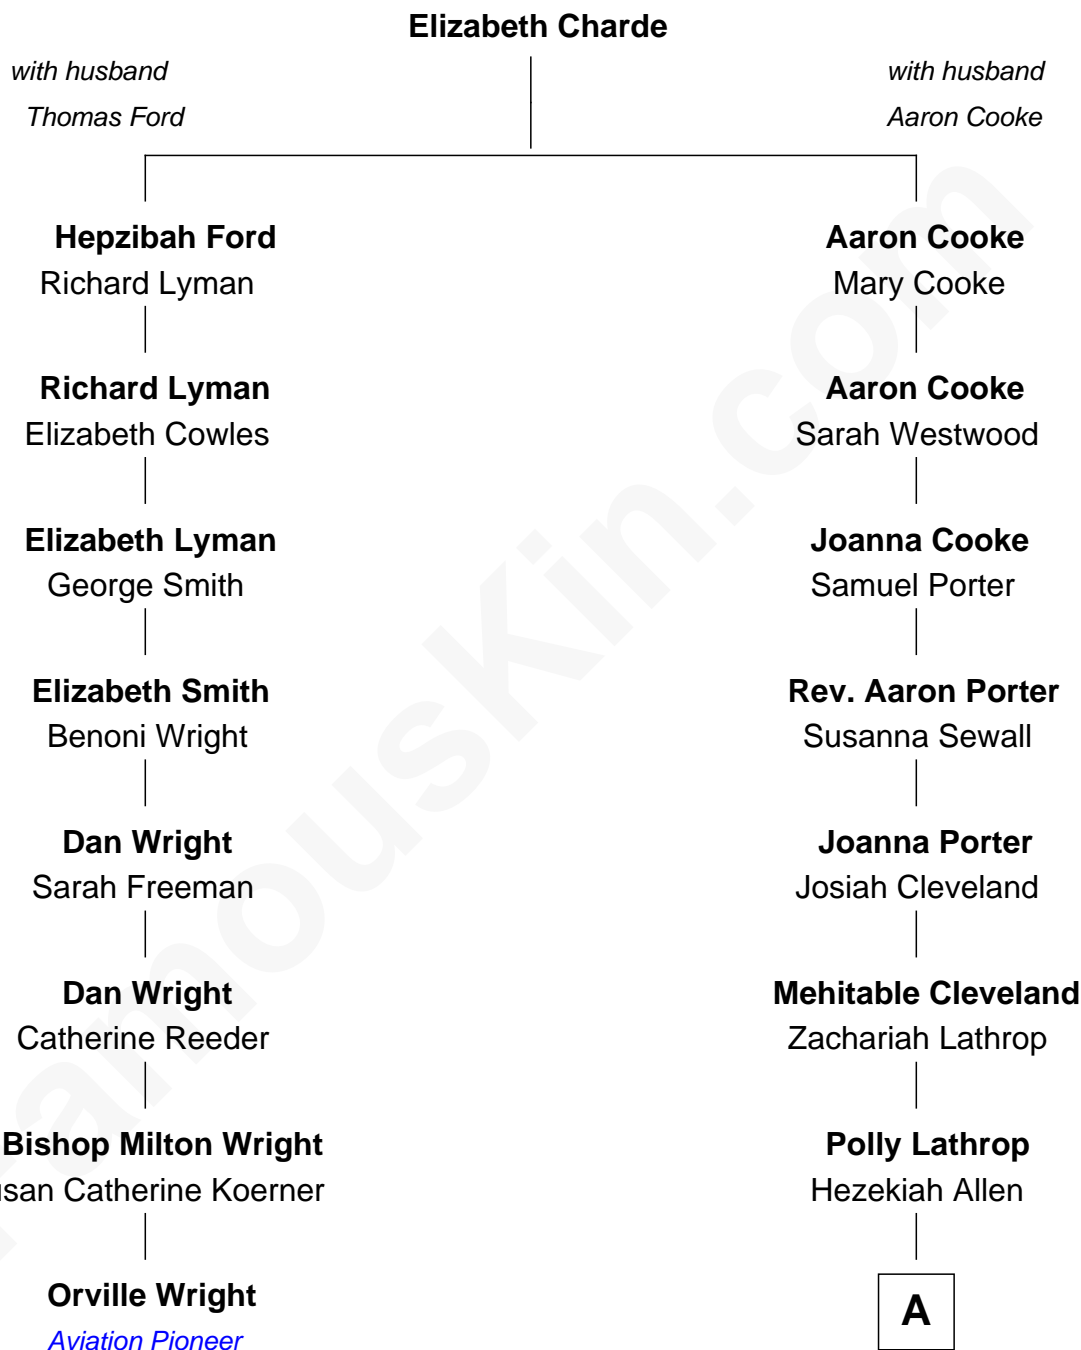 Elizabeth Charde
with husband
Thomas Ford
with husband
Aaron Cooke
Hepzibah Ford
Richard Lyman
Aaron Cooke
Mary Cooke
Richard Lyman
Elizabeth Cowles
Aaron Cooke
Sarah Westwood
Elizabeth Lyman
George Smith
Joanna Cooke
Samuel Porter
Elizabeth Smith
Benoni Wright
Rev. Aaron Porter
Susanna Sewall
Dan Wright
Sarah Freeman
Joanna Porter
Josiah Cleveland
Dan Wright
Catherine Reeder
Mehitable Cleveland
Zachariah Lathrop
Bishop Milton Wright
usan Catherine Koerner
Polly Lathrop
Hezekiah Allen
Orville Wright
Aviation Pioneer
A
FamousKin.com